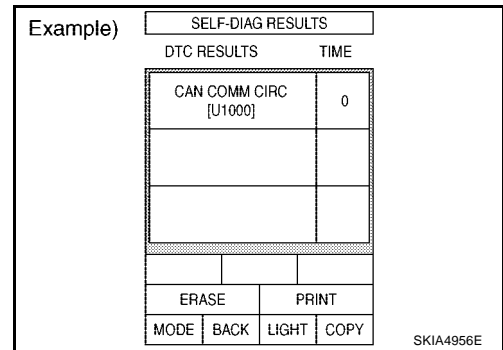 Example)
SELF-DIAG RESULTS
DTC RESULTS TIME
CAN COMM CIRC 0
[U1000]
ERASE PRINT
MODE BACK LIGHT COPY
SKIA4956E